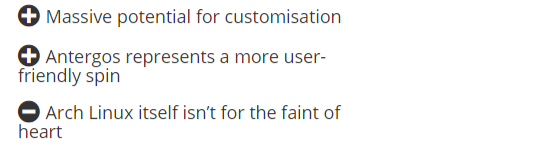 Massive potential for customisation
Antergos represents a more user-
friendly spin
Arch Linux itself isn’t for the faint of
heart